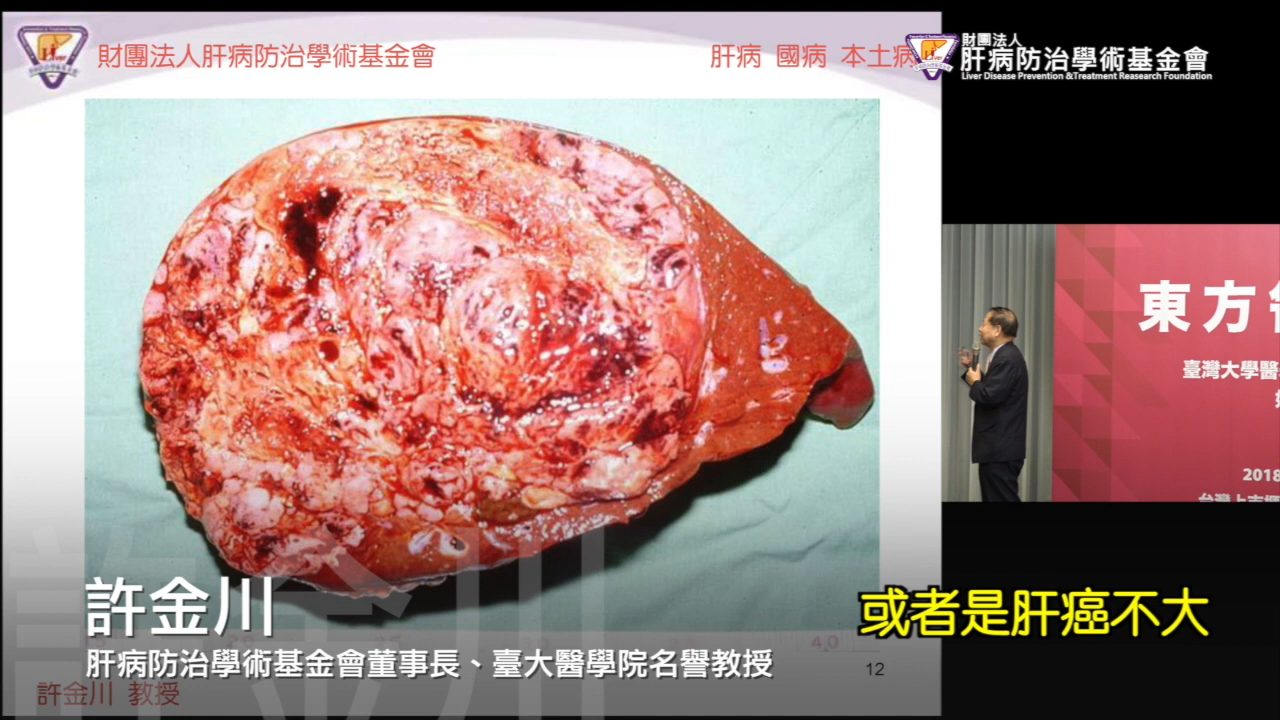 財團法人肝病防治學術基金會
肝病 國病 本土病
財團法人
肝病防治學術基金會
Liver Disease Prevention &Treatment Reasearch Foundation
東方
臺灣大學醫
2018
許金川
肝病防治學術基金會董事長、臺大醫學院名譽教授
或者是肝癌不大
4.0
12
許金川 教授